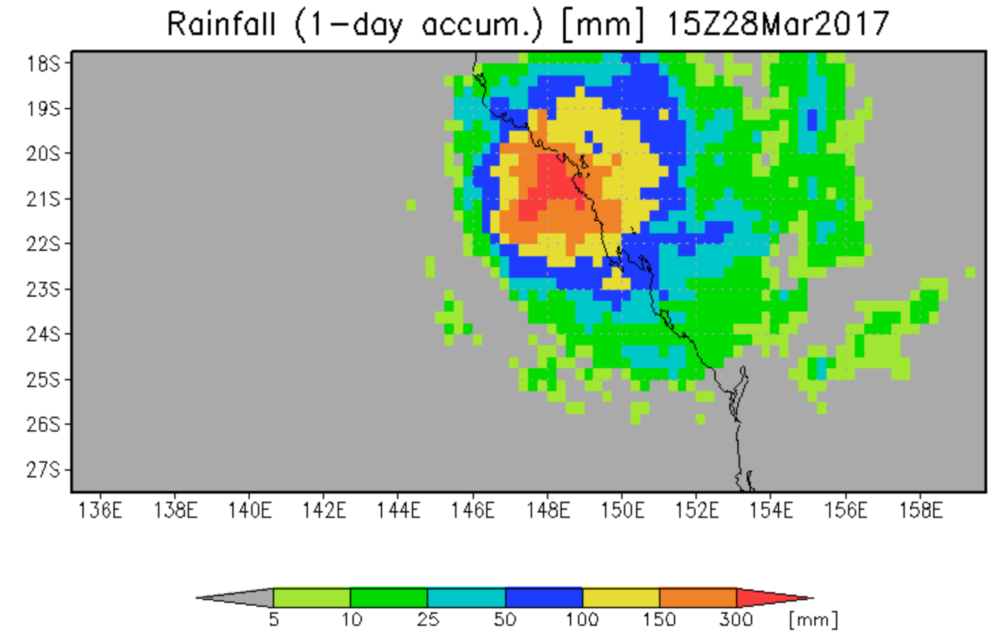 Rainfall (1-day accum.) [mm] 15Z28Mar2017
18S
19S
20S
21S
22S
23S
24S
25S
26S
27S
136E 138E 140E 142E 144E 146E 148E 150E 152E 154E 156E 158E
5 10 25 50 100 150 300 [mm]